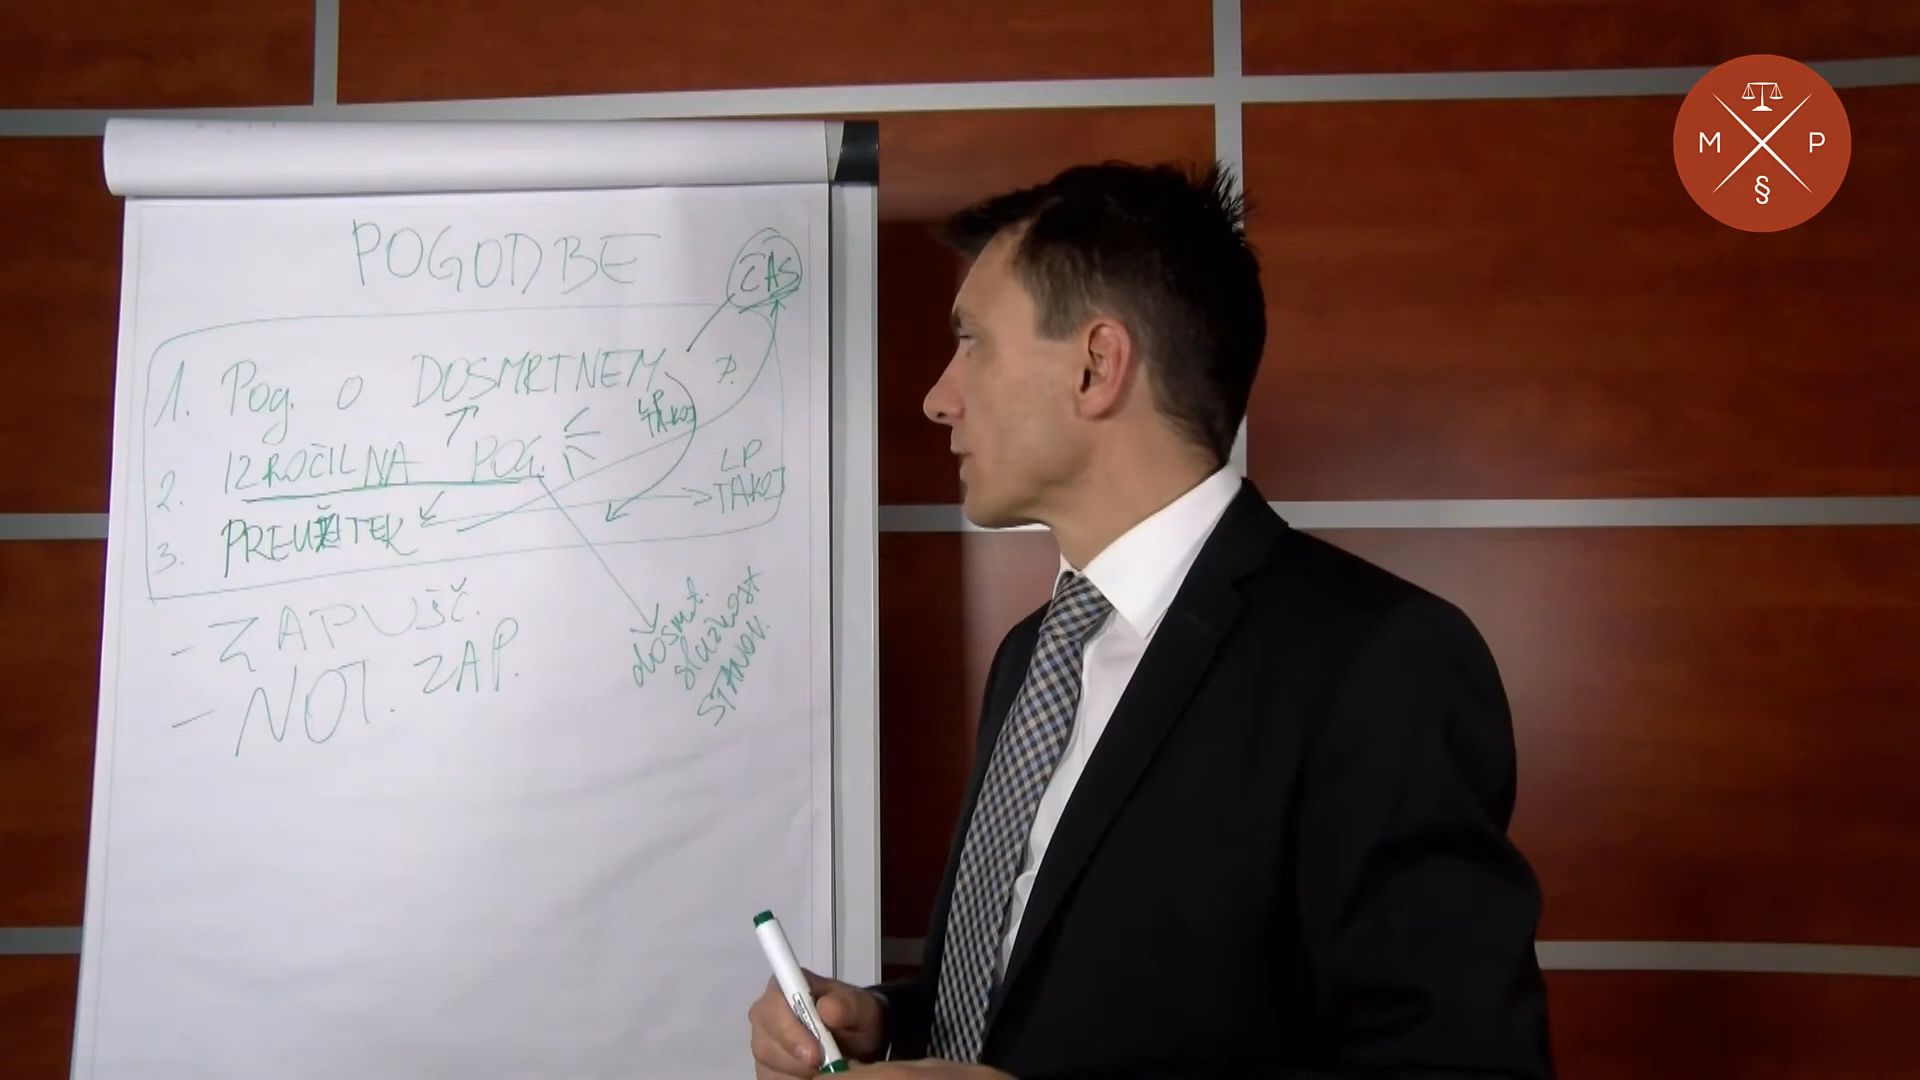 POGODBE
ČAS
1. Pog. o DOSMRTNEM
?
LP
TAKOJ
2. IZROČILNA POG.
LP
TAKOJ
3. PREUŽITEK
- ZAPUŠČ.
- NOT. ZAP.
dosmrt.
služnost
STANOV.
M P
§